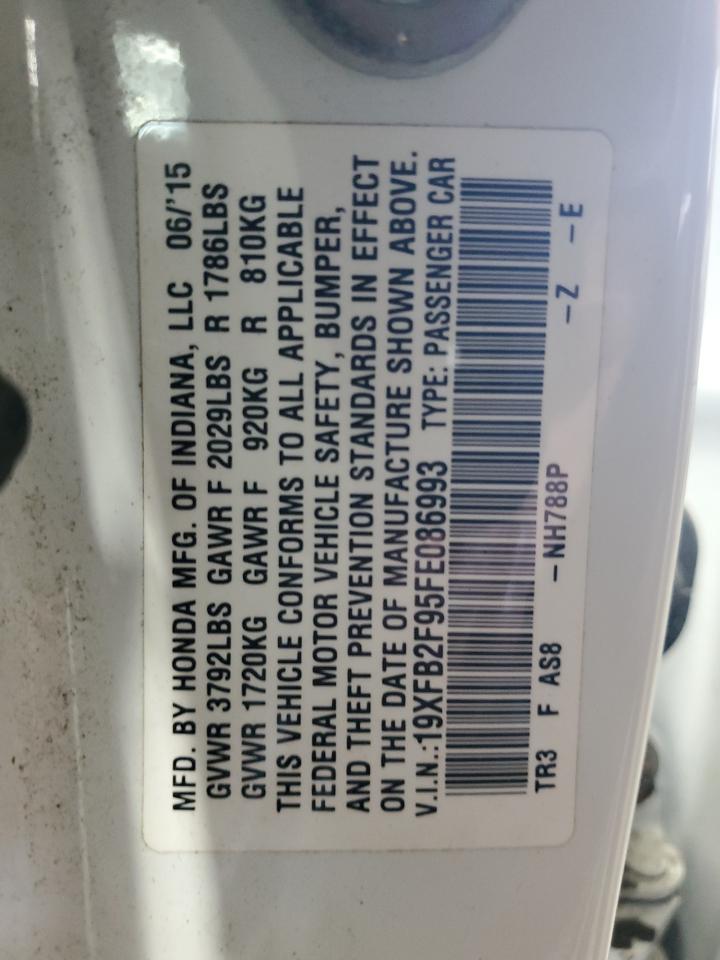 MFD. BY HONDA MFG. OF INDIANA, LLC 06/'15
GVWR 3792LBS GAWR F 2029LBS R 1786LBS
GVWR 1720KG GAWR F 920KG R 810KG
THIS VEHICLE CONFORMS TO ALL APPLICABLE
FEDERAL MOTOR VEHICLE SAFETY, BUMPER,
AND THEFT PREVENTION STANDARDS IN EFFECT
ON THE DATE OF MANUFACTURE SHOWN ABOVE.
V.I.N.:19XFB2F95FE086993 TYPE: PASSENGER CAR
TR3 F AS8 –NH788P –Z –E